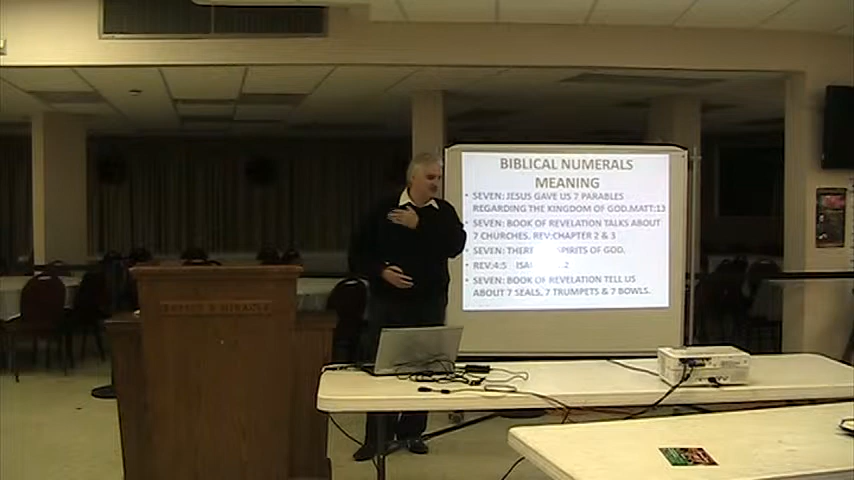 BIBLICAL NUMERALS
MEANING
• SEVEN: JESUS GAVE US 7 PARABLES
REGARDING THE KINGDOM OF GOD.MATT:13
• SEVEN: BOOK OF REVELATION TALKS ABOUT
7 CHURCHES. REV:CHAPTER 2 & 3
• SEVEN: THERE SPIRITS OF GOD.
• REV:4:5 2
• SEVEN: BOOK OF REVELATION TELL US
ABOUT 7 SEALS, 7 TRUMPETS & 7 BOWLS.